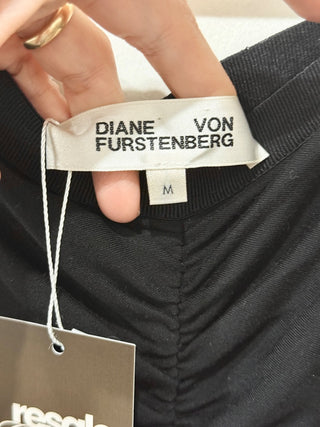 DIANE VON
FURSTENBERG
M